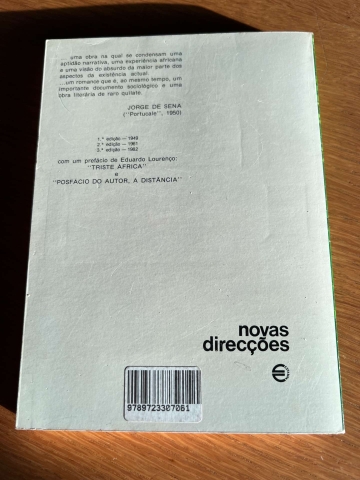 ...uma obra na qual se condensam uma
aptidão narrativa, uma experiência africana
e uma visão do absurdo da maior parte dos
aspectos da existência actual.
...um romance que é, ao mesmo tempo, um
importante documento sociológico e uma
obra literária de raro quilate.
JORGE DE SENA
(''Portucale'', 1950)
1.ª edição — 1949
2.ª edição — 1961
3.ª edição — 1982
com um prefácio de Eduardo Lourenço:
''TRISTE ÁFRICA''
e
''POSFÁCIO DO AUTOR, A DISTÂNCIA''
novas
direcções
9789723307061